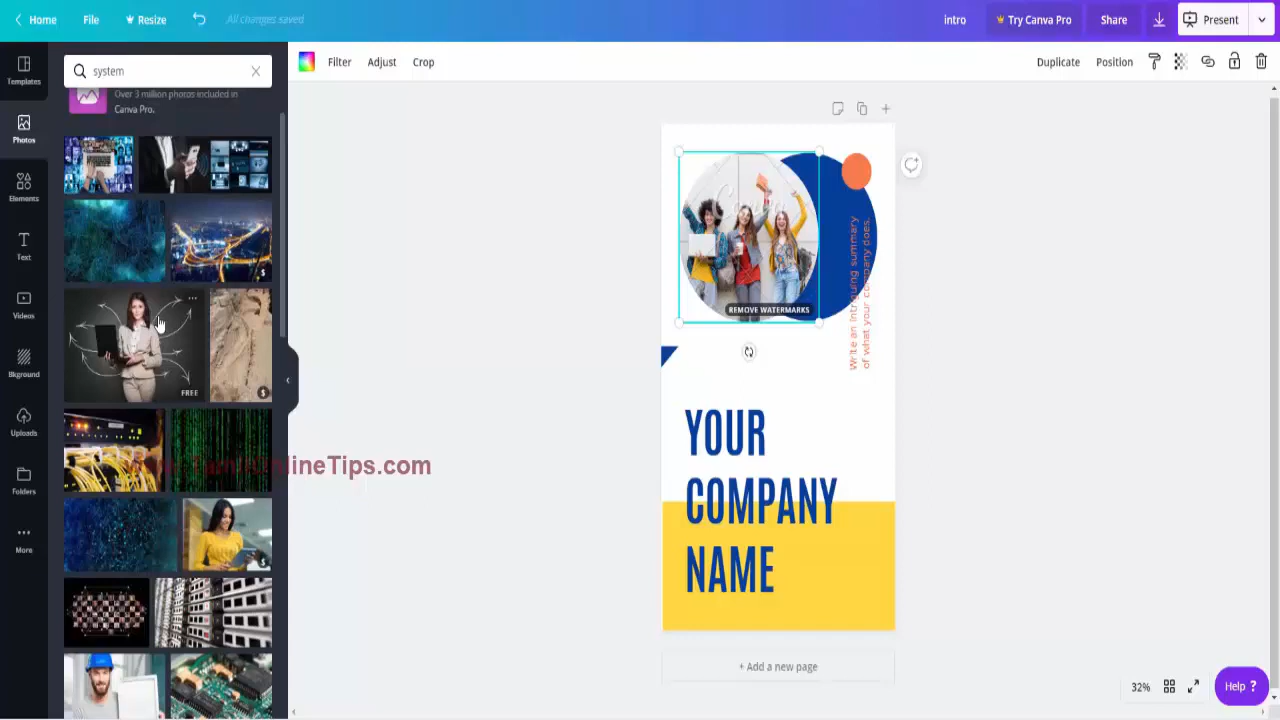 Home
File
Resize
All changes saved
intro
Try Canva Pro
Share
Present
Templates
Photos
Elements
Text
Videos
Bkground
Uploads
Folders
More
system
Over 3 million photos included in
Canva Pro.
$
FREE
$
$
Filter
Adjust
Crop
Duplicate
Position
REMOVE WATERMARKS
Write an intriguing summary
of what your company does.
YOUR
COMPANY
NAME
OnlineTips.com
+ Add a new page
32%
Help ?